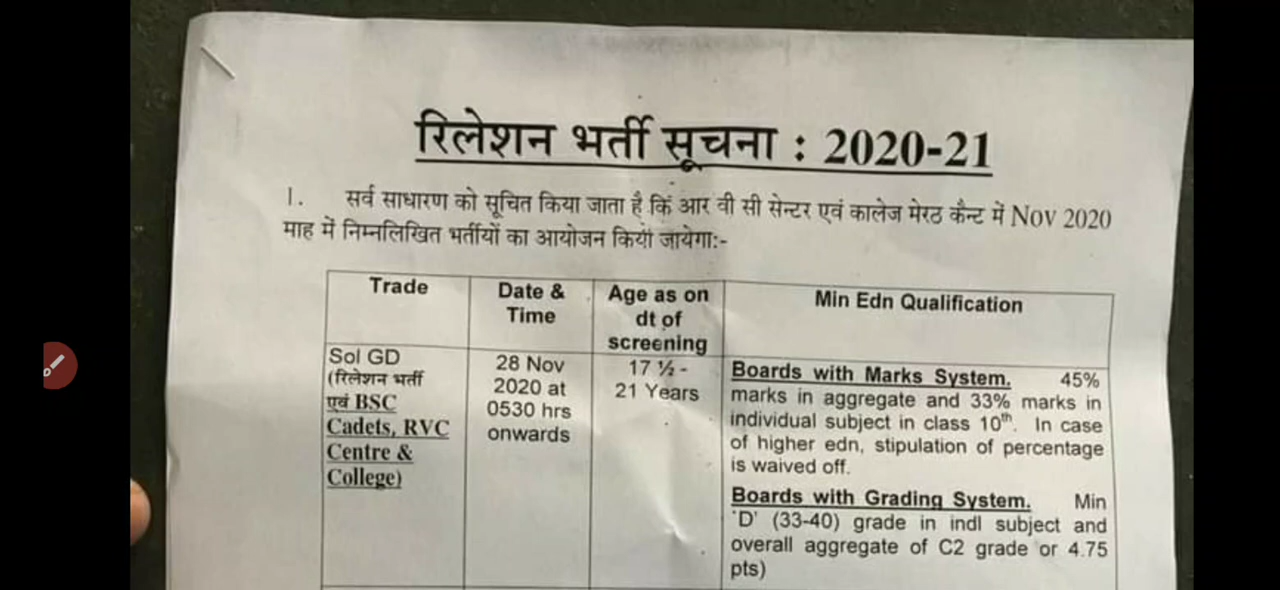 रिलेशन भर्ती सूचना : 2020-21
1. सर्व साधारण को सूचित किया जाता है कि आर वी सी सेन्टर एवं कालेज मेरठ कैन्ट में Nov 2020
माह में निम्नलिखित भर्तीयों का आयोजन किया जायेगा:-
Trade
Date &
Time
Age as on
dt of
screening
Min Edn Qualification
Sol GD
(रिलेशन भर्ती
एवं BSC
Cadets, RVC
Centre &
College)
28 Nov
2020 at
0530 hrs
onwards
17 ½ -
21 Years
Boards with Marks System. 45%
marks in aggregate and 33% marks in
individual subject in class 10th. In case
of higher edn, stipulation of percentage
is waived off.
Boards with Grading System. Min
'D' (33-40) grade in indl subject and
overall aggregate of C2 grade or 4.75
pts)